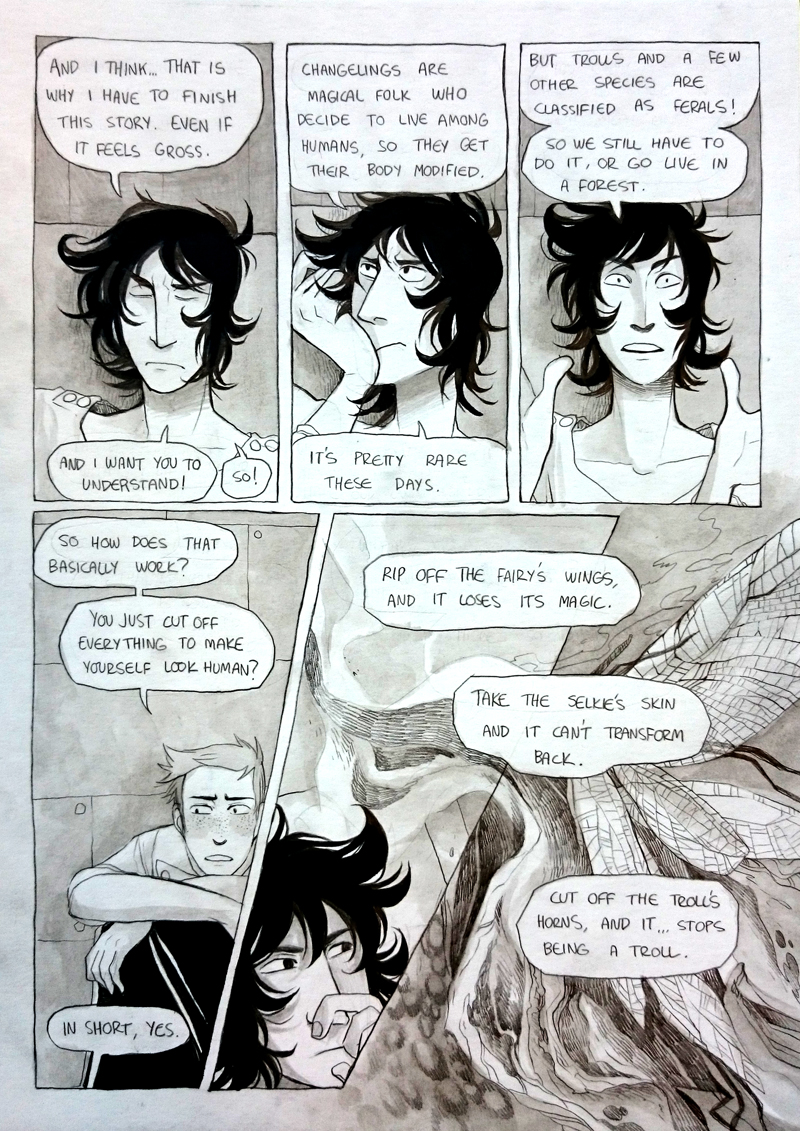 AND I THINK... THAT IS
WHY I HAVE TO FINISH
THIS STORY. EVEN IF
IT FEELS GROSS.
AND I WANT YOU TO
UNDERSTAND!
SO!
CHANGELINGS ARE
MAGICAL FOLK WHO
DECIDE TO LIVE AMONG
HUMANS, SO THEY GET
THEIR BODY MODIFIED.
IT'S PRETTY RARE
THESE DAYS.
BUT TROLLS AND A FEW
OTHER SPECIES ARE
CLASSIFIED AS FERALS!
SO WE STILL HAVE TO
DO IT, OR GO LIVE IN
A FOREST.
SO HOW DOES THAT
BASICALLY WORK?
YOU JUST CUT OFF
EVERYTHING TO MAKE
YOURSELF LOOK HUMAN?
IN SHORT, YES.
RIP OFF THE FAIRY'S WINGS,
AND IT LOSES ITS MAGIC.
TAKE THE SELKIE'S SKIN
AND IT CAN'T TRANSFORM
BACK.
CUT OFF THE TROLL'S
HORNS, AND IT... STOPS
BEING A TROLL.